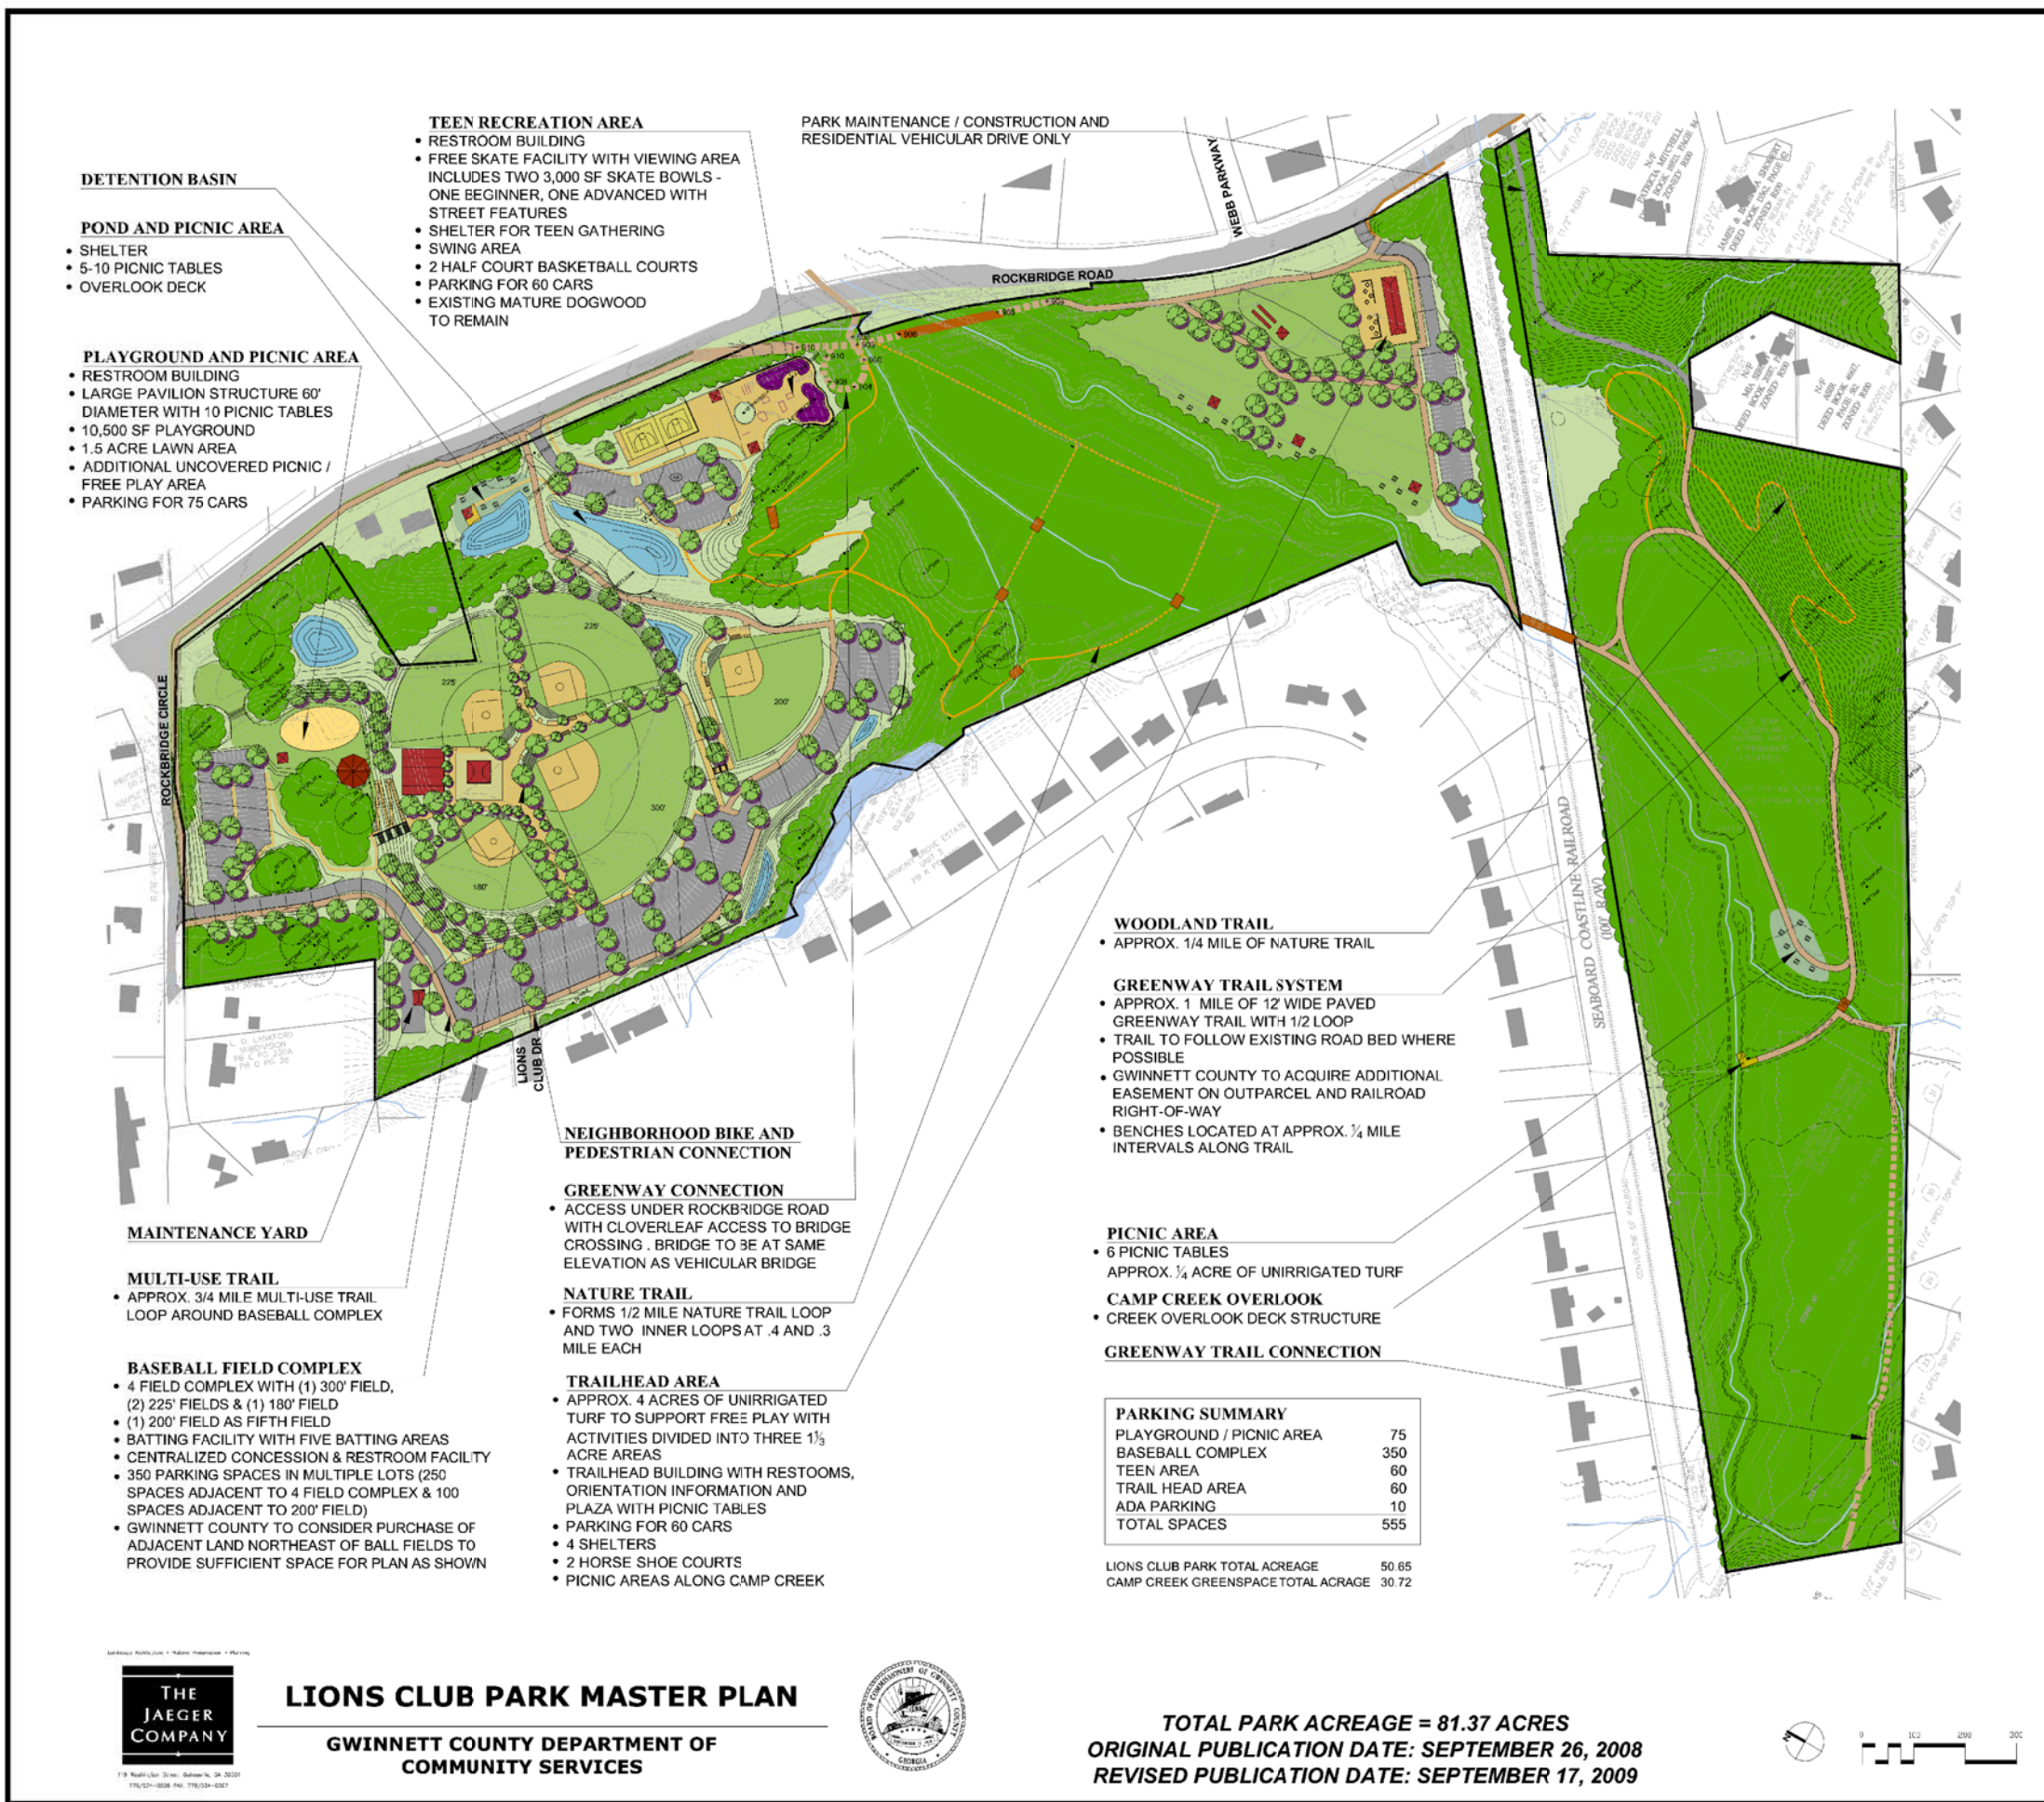 TEEN RECREATION AREA
• RESTROOM BUILDING
• FREE SKATE FACILITY WITH VIEWING AREA
INCLUDES TWO 3,000 SF SKATE BOWLS -
ONE BEGINNER, ONE ADVANCED WITH
STREET FEATURES
• SHELTER FOR TEEN GATHERING
• SWING AREA
• 2 HALF COURT BASKETBALL COURTS
• PARKING FOR 60 CARS
• EXISTING MATURE DOGWOOD
TO REMAIN
PARK MAINTENANCE / CONSTRUCTION AND
RESIDENTIAL VEHICULAR DRIVE ONLY
DETENTION BASIN
POND AND PICNIC AREA
• SHELTER
• 5-10 PICNIC TABLES
• OVERLOOK DECK
PLAYGROUND AND PICNIC AREA
• RESTROOM BUILDING
• LARGE PAVILION STRUCTURE 60'
DIAMETER WITH 10 PICNIC TABLES
• 10,500 SF PLAYGROUND
• 1.5 ACRE LAWN AREA
• ADDITIONAL UNCOVERED PICNIC /
FREE PLAY AREA
• PARKING FOR 75 CARS
WEBB PARKWAY
ROCKBRIDGE ROAD
ROCKBRIDGE CIRCLE
225'
225'
200'
300'
180'
LIONS
CLUB DR
SEABOARD COASTLINE RAILROAD
(100' R/W)
MAINTENANCE YARD
MULTI-USE TRAIL
• APPROX. 3/4 MILE MULTI-USE TRAIL
LOOP AROUND BASEBALL COMPLEX
BASEBALL FIELD COMPLEX
• 4 FIELD COMPLEX WITH (1) 300' FIELD,
(2) 225' FIELDS & (1) 180' FIELD
• (1) 200' FIELD AS FIFTH FIELD
• BATTING FACILITY WITH FIVE BATTING AREAS
• CENTRALIZED CONCESSION & RESTROOM FACILITY
• 350 PARKING SPACES IN MULTIPLE LOTS (250
SPACES ADJACENT TO 4 FIELD COMPLEX & 100
SPACES ADJACENT TO 200' FIELD)
• GWINNETT COUNTY TO CONSIDER PURCHASE OF
ADJACENT LAND NORTHEAST OF BALL FIELDS TO
PROVIDE SUFFICIENT SPACE FOR PLAN AS SHOWN
NEIGHBORHOOD BIKE AND
PEDESTRIAN CONNECTION
GREENWAY CONNECTION
• ACCESS UNDER ROCKBRIDGE ROAD
WITH CLOVERLEAF ACCESS TO BRIDGE
CROSSING . BRIDGE TO BE AT SAME
ELEVATION AS VEHICULAR BRIDGE
NATURE TRAIL
• FORMS 1/2 MILE NATURE TRAIL LOOP
AND TWO INNER LOOPS AT .4 AND .3
MILE EACH
TRAILHEAD AREA
• APPROX. 4 ACRES OF UNIRRIGATED
TURF TO SUPPORT FREE PLAY WITH
ACTIVITIES DIVIDED INTO THREE 1⅓
ACRE AREAS
• TRAILHEAD BUILDING WITH RESTOOMS,
ORIENTATION INFORMATION AND
PLAZA WITH PICNIC TABLES
• PARKING FOR 60 CARS
• 4 SHELTERS
• 2 HORSE SHOE COURTS
• PICNIC AREAS ALONG CAMP CREEK
WOODLAND TRAIL
• APPROX. 1/4 MILE OF NATURE TRAIL
GREENWAY TRAIL SYSTEM
• APPROX. 1 MILE OF 12' WIDE PAVED
GREENWAY TRAIL WITH 1/2 LOOP
• TRAIL TO FOLLOW EXISTING ROAD BED WHERE
POSSIBLE
• GWINNETT COUNTY TO ACQUIRE ADDITIONAL
EASEMENT ON OUTPARCEL AND RAILROAD
RIGHT-OF-WAY
• BENCHES LOCATED AT APPROX. ¼ MILE
INTERVALS ALONG TRAIL
PICNIC AREA
• 6 PICNIC TABLES
APPROX. ¼ ACRE OF UNIRRIGATED TURF
CAMP CREEK OVERLOOK
• CREEK OVERLOOK DECK STRUCTURE
GREENWAY TRAIL CONNECTION
PARKING SUMMARY
PLAYGROUND / PICNIC AREA 75
BASEBALL COMPLEX 350
TEEN AREA 60
TRAIL HEAD AREA 60
ADA PARKING 10
TOTAL SPACES 555
LIONS CLUB PARK TOTAL ACREAGE 50.65
CAMP CREEK GREENSPACE TOTAL ACRAGE 30.72
THE
JAEGER
COMPANY
LIONS CLUB PARK MASTER PLAN
GWINNETT COUNTY DEPARTMENT OF
COMMUNITY SERVICES
BOARD OF COMMISSIONERS OF GWINNETT COUNTY
GEORGIA
TOTAL PARK ACREAGE = 81.37 ACRES
ORIGINAL PUBLICATION DATE: SEPTEMBER 26, 2008
REVISED PUBLICATION DATE: SEPTEMBER 17, 2009
0 100 200 300